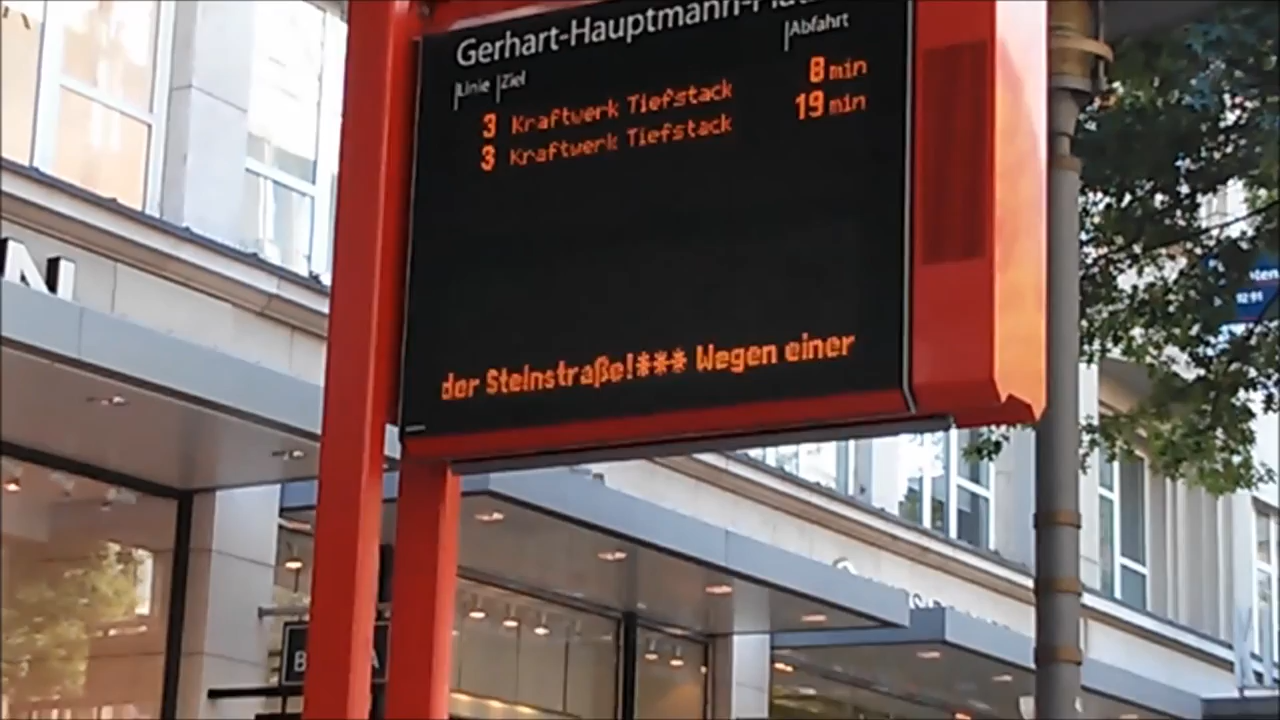 Gerhart-Hauptmann-Platz
Linie Ziel Abfahrt
3 Kraftwerk Tiefstack 8 min
3 Kraftwerk Tiefstack 19 min
der Steinstraße!*** Wegen einer
N